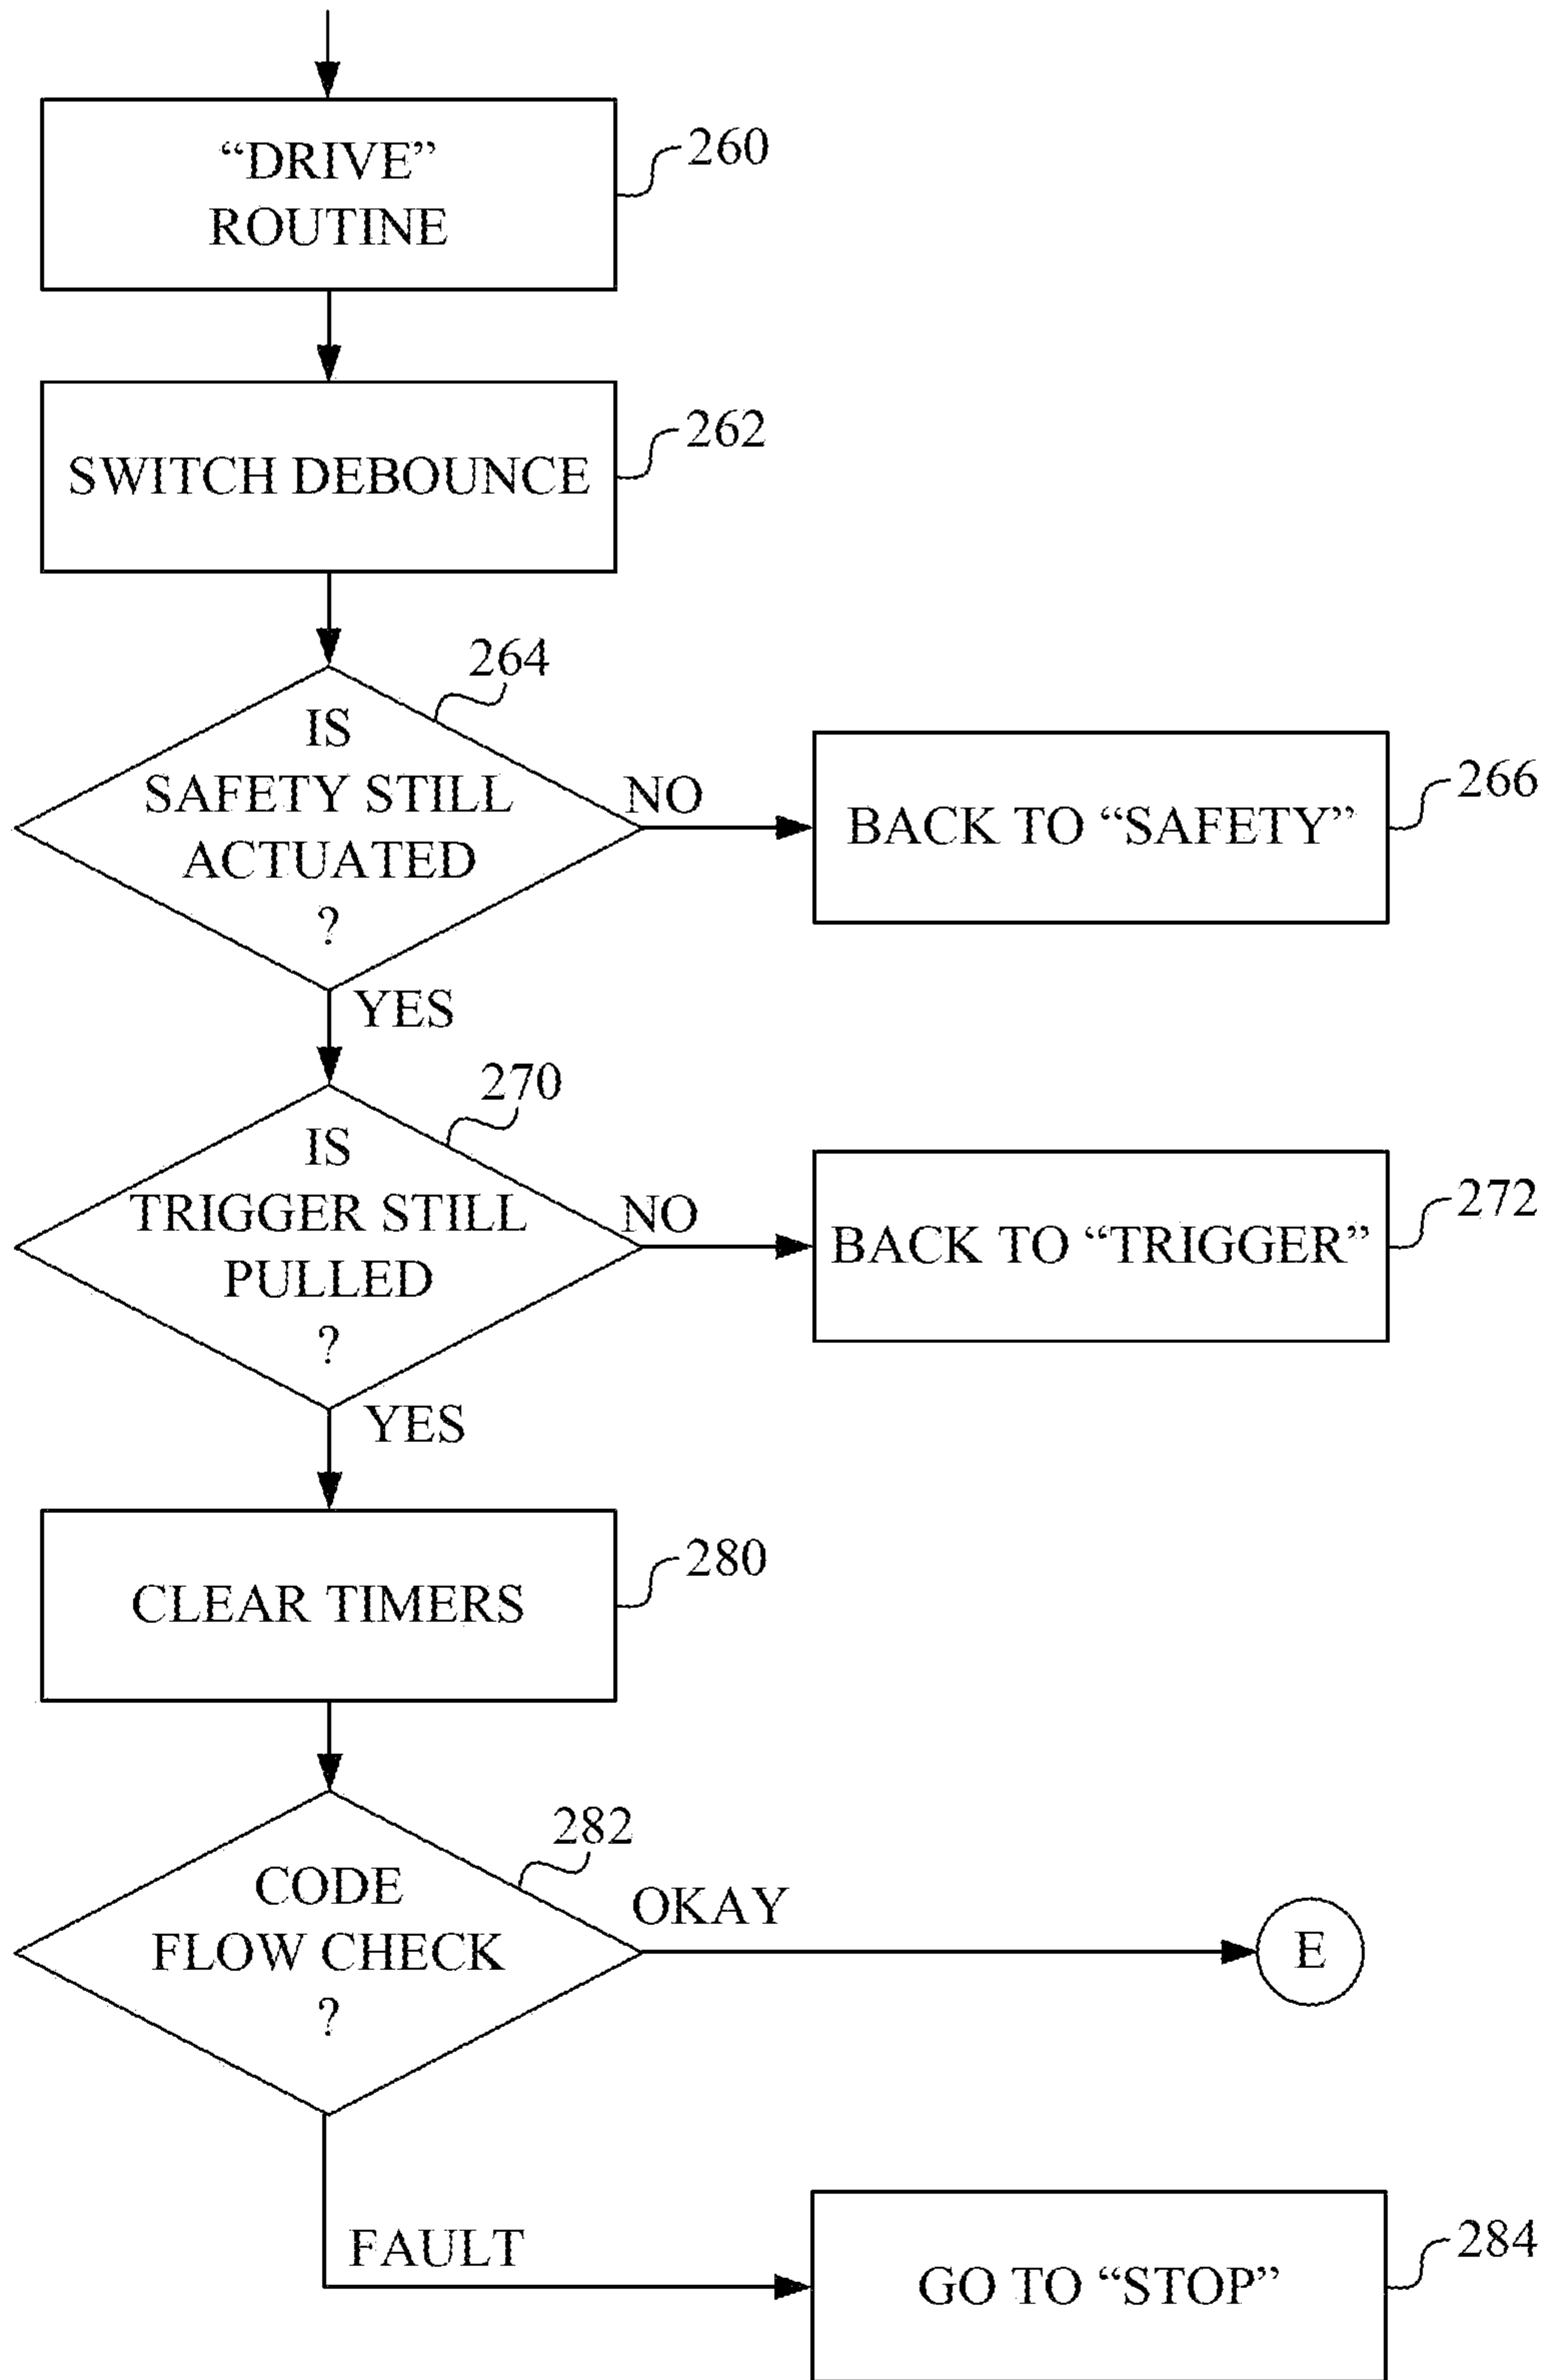 “DRIVE”
ROUTINE
260
SWITCH DEBOUNCE
262
264
IS
SAFETY STILL
ACTUATED
?
NO
BACK TO “SAFETY”
266
YES
270
IS
TRIGGER STILL
PULLED
?
NO
BACK TO “TRIGGER”
272
YES
CLEAR TIMERS
280
282
CODE
FLOW CHECK
?
OKAY
E
FAULT
GO TO “STOP”
284